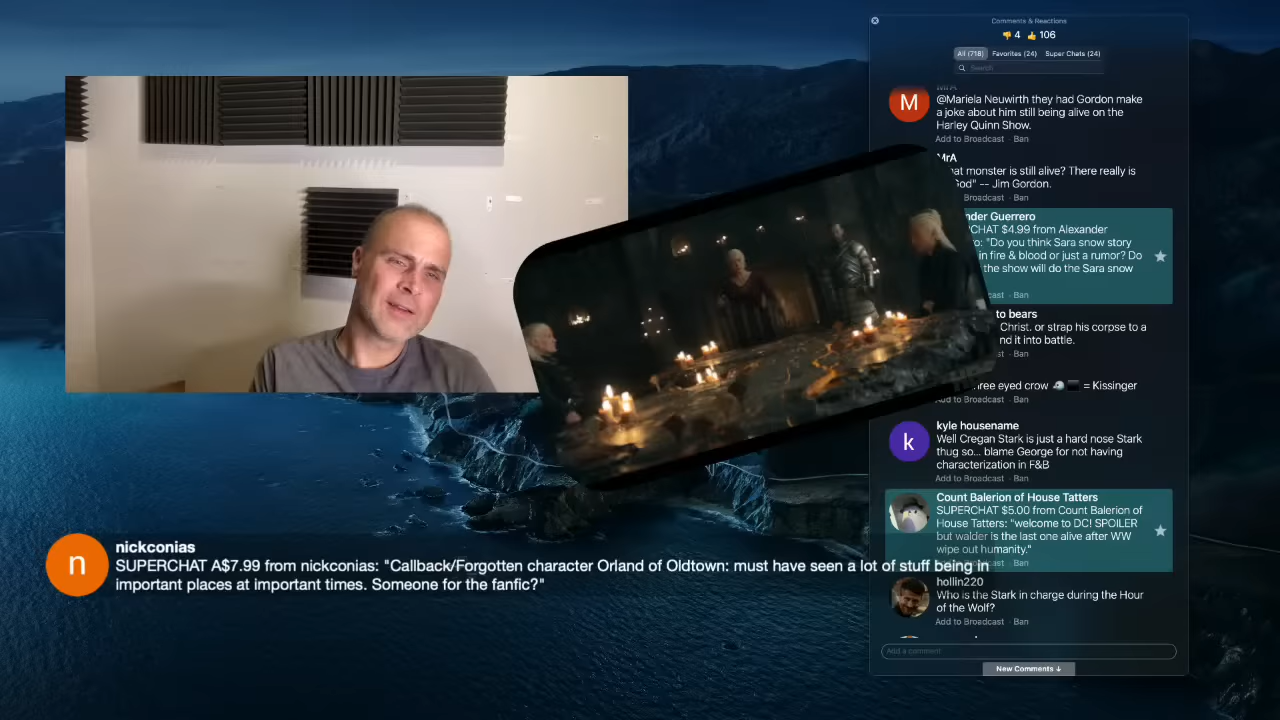 Comments & Reactions
👎 4 👍 106
All (718) Favorites (24) Super Chats (24)
Search
MrA
M
@Mariela Neuwirth they had Gordon make
a joke about him still being alive on the
Harley Quinn Show.
Add to Broadcast · Ban
MrA
at monster is still alive? There really is
God" -- Jim Gordon.
Broadcast · Ban
nder Guerrero
CHAT $4.99 from Alexander
o: "Do you think Sara snow story
in fire & blood or just a rumor? Do
the show will do the Sara snow
cast · Ban
to bears
Christ. or strap his corpse to a
nd it into battle.
st · Ban
ree eyed crow = Kissinger
Add to Broadcast · Ban
k
kyle housename
Well Cregan Stark is just a hard nose Stark
thug so... blame George for not having
characterization in F&B
Add to Broadcast · Ban
Count Balerion of House Tatters
SUPERCHAT $5.00 from Count Balerion of
House Tatters: "welcome to DC! SPOILER
but walder is the last one alive after WW
wipe out humanity."
cast · Ban
hollin220
Who is the Stark in charge during the Hour
of the Wolf?
Add to Broadcast · Ban
Add a comment
New Comments ↓
n
nickconias
SUPERCHAT A$7.99 from nickconias: "Callback/Forgotten character Orland of Oldtown: must have seen a lot of stuff being in
important places at important times. Someone for the fanfic?"